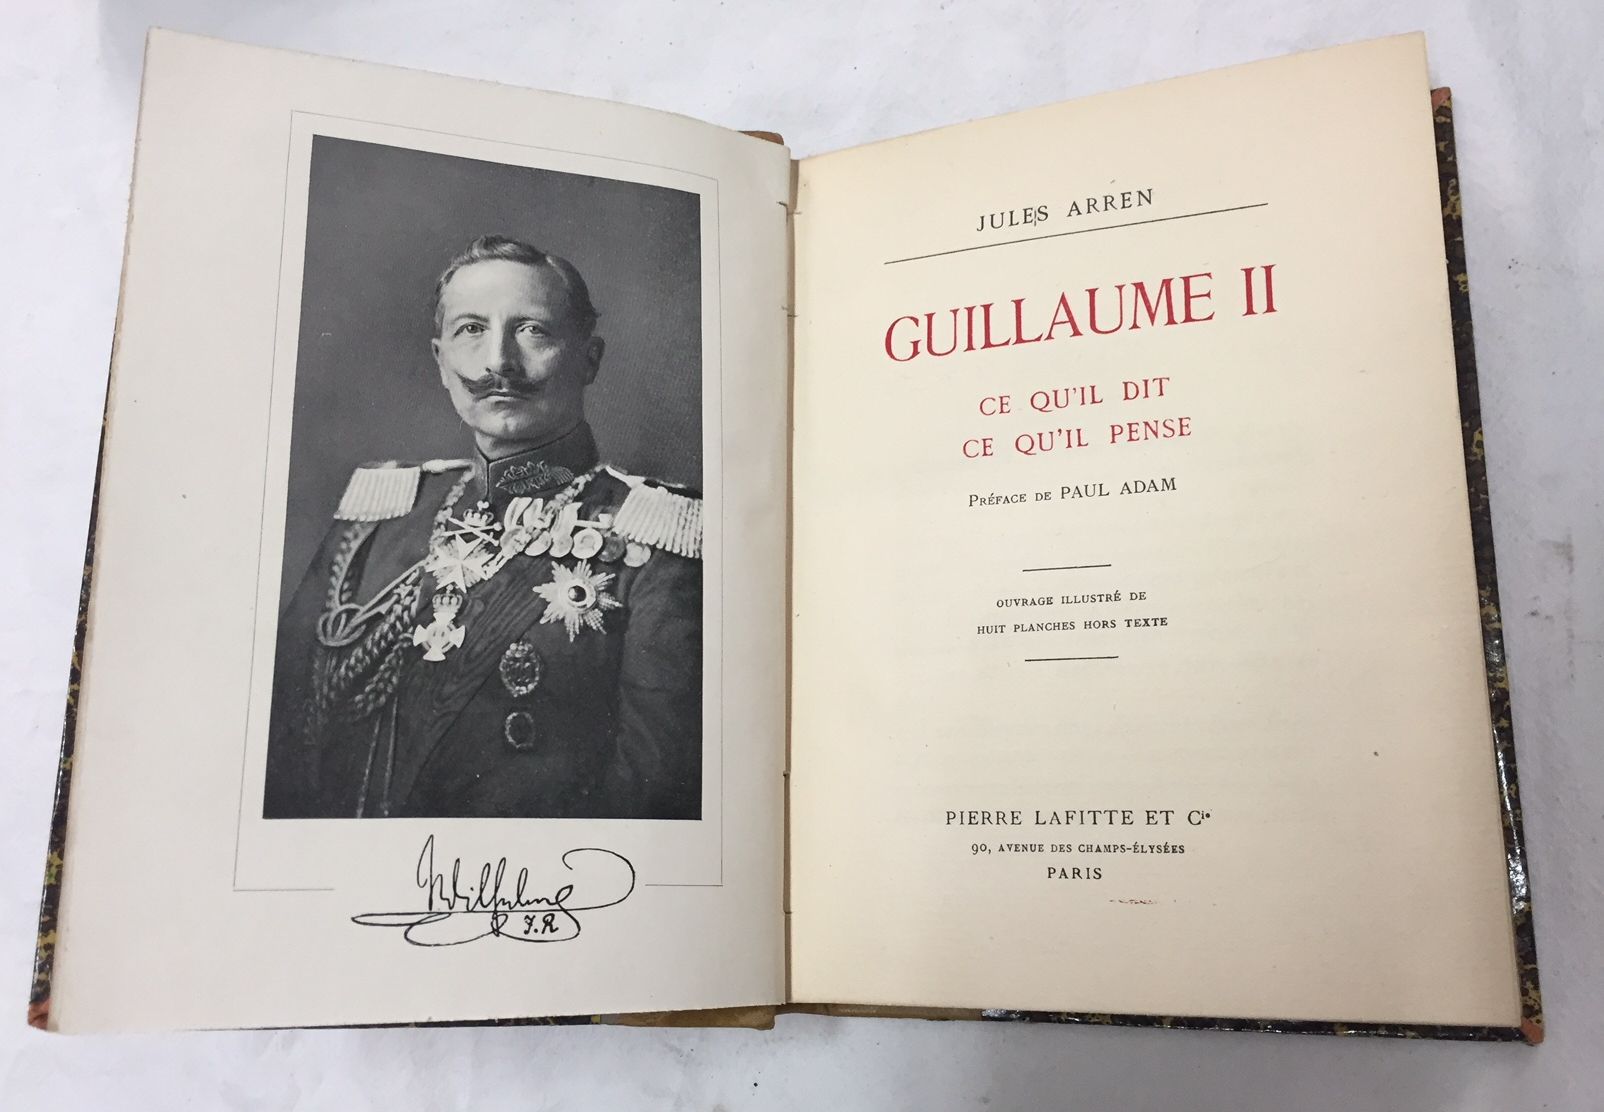 Wilhelm
I.R
JULES ARREN
GUILLAUME II
CE QU'IL DIT
CE QU'IL PENSE
PRÉFACE DE PAUL ADAM
OUVRAGE ILLUSTRÉ DE
HUIT PLANCHES HORS TEXTE
PIERRE LAFITTE ET Cie
90, AVENUE DES CHAMPS-ÉLYSÉES
PARIS